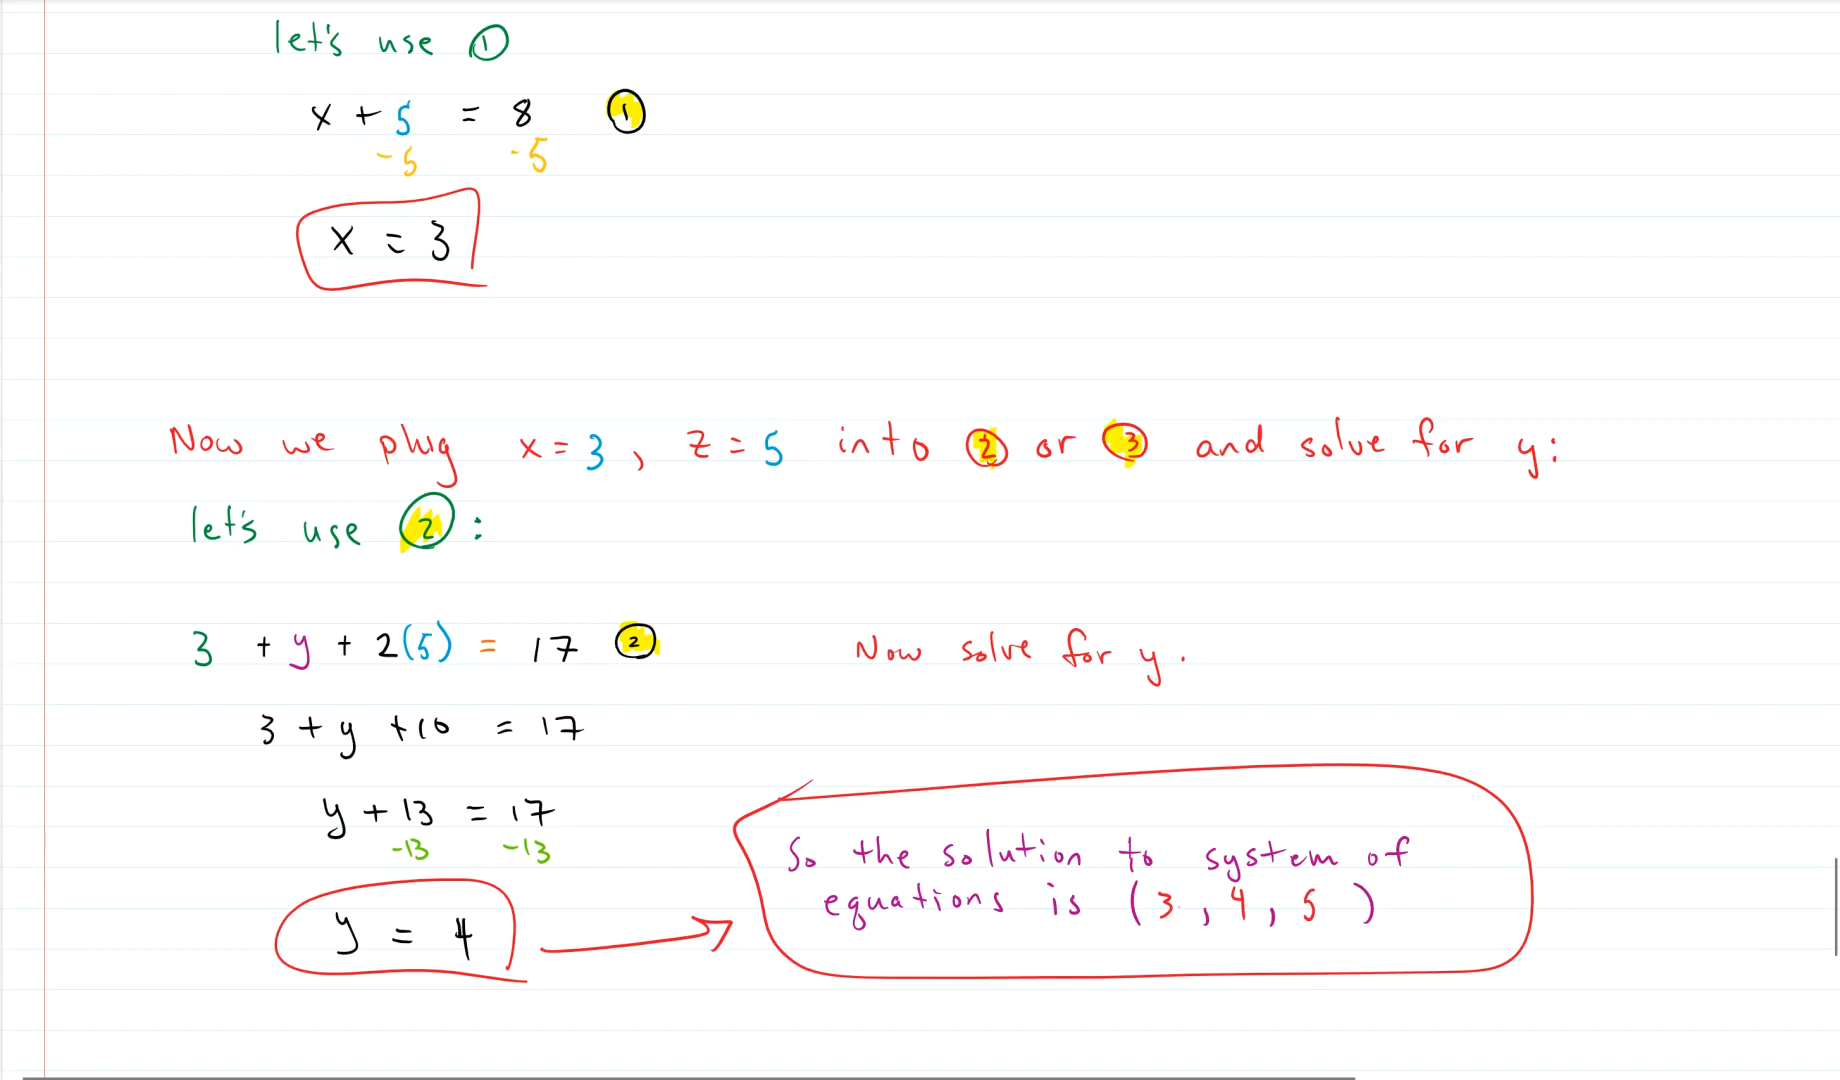 let's use ①
x + 5 = 8 ①
-5 -5
x = 3
Now we plug x = 3 , z = 5 into ② or ③ and solve for y:
let's use ② :
3 + y + 2(5) = 17 ② Now solve for y.
3 + y + 10 = 17
y + 13 = 17
-13 -13
y = 4
So the solution to system of
equations is (3, 4, 5)